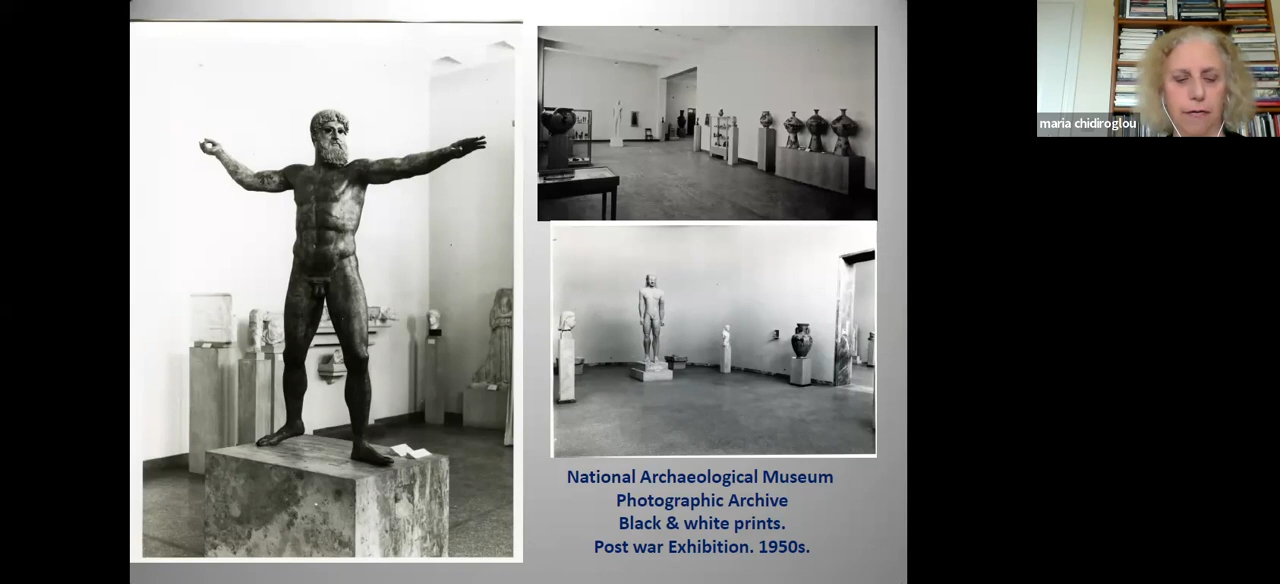 maria chidiroglou
National Archaeological Museum
Photographic Archive
Black & white prints.
Post war Exhibition. 1950s.